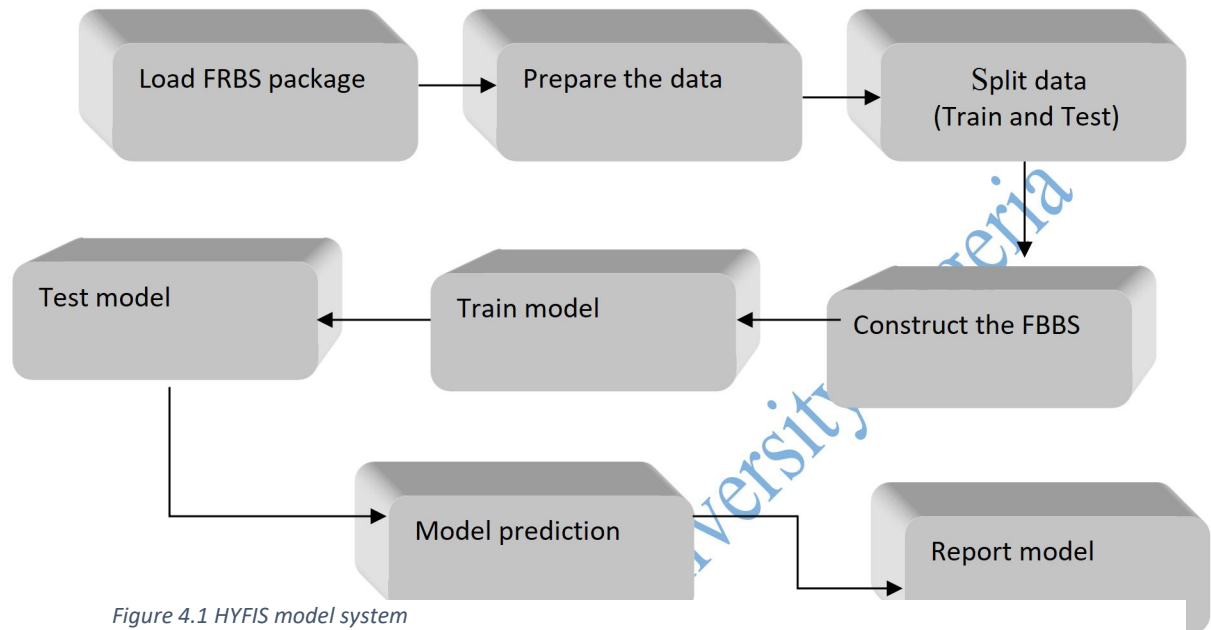 Load FRBS package
Prepare the data
Split data
(Train and Test)
Test model
Train model
Construct the FBBS
Model prediction
Report model
Figure 4.1 HYFIS model system